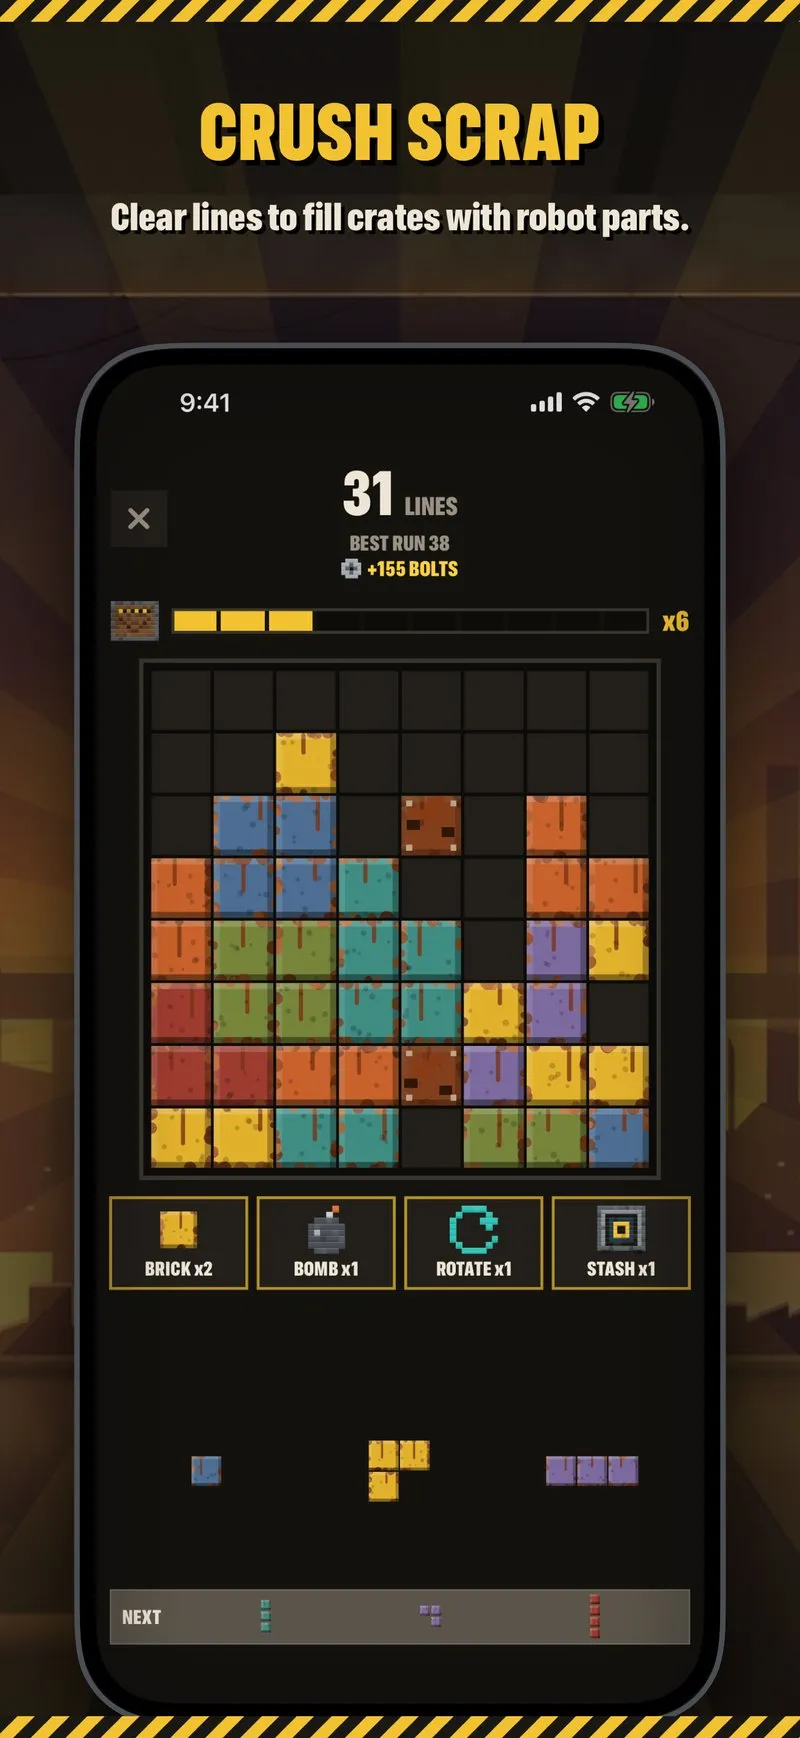 CRUSH SCRAP
Clear lines to fill crates with robot parts.
9:41
31 LINES
BEST RUN 38
+155 BOLTS
x6
BRICK x2
BOMB x1
ROTATE x1
STASH x1
NEXT